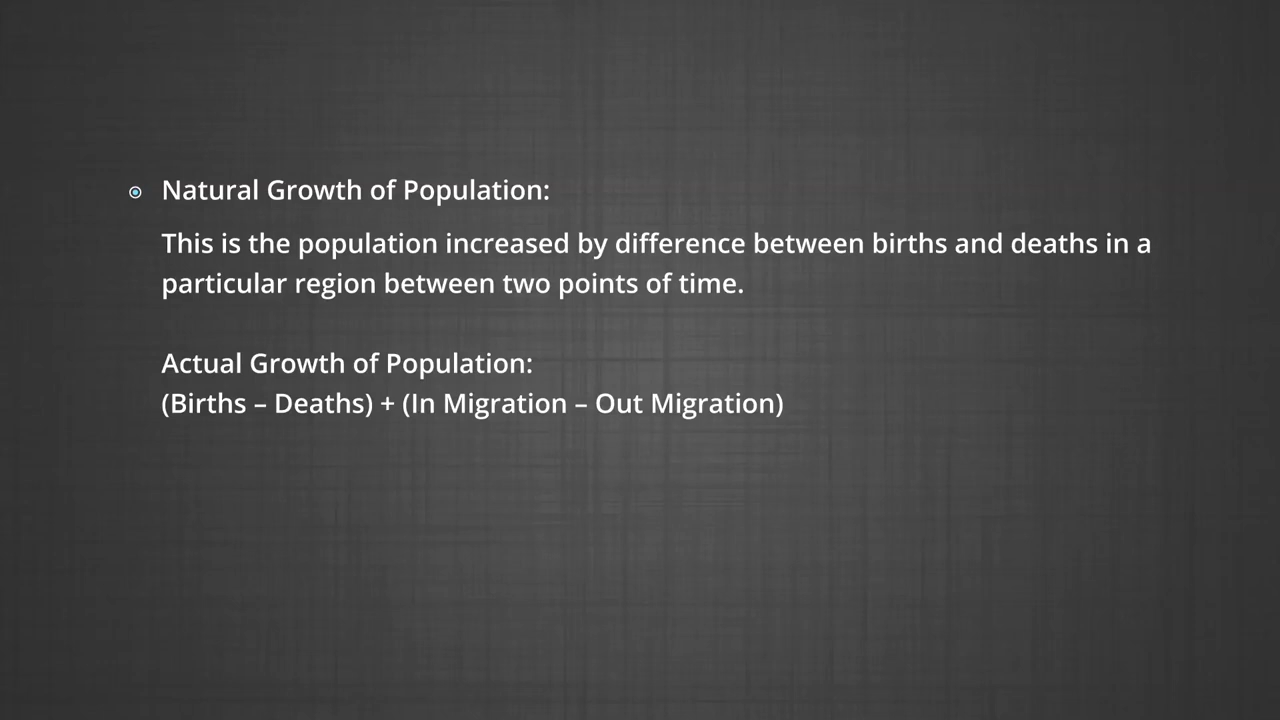 Natural Growth of Population:
This is the population increased by difference between births and deaths in a
particular region between two points of time.
Actual Growth of Population:
(Births – Deaths) + (In Migration – Out Migration)